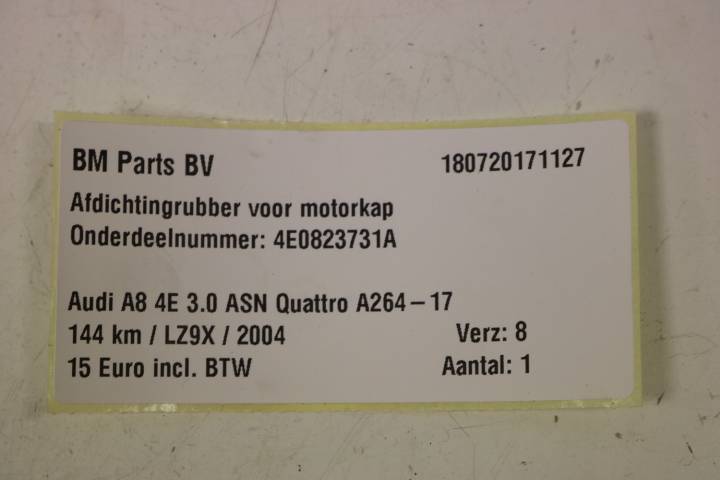 BM Parts BV 180720171127
Afdichtingrubber voor motorkap
Onderdeelnummer: 4E0823731A
Audi A8 4E 3.0 ASN Quattro A264-17
144 km / LZ9X / 2004 Verz: 8
15 Euro incl. BTW Aantal: 1